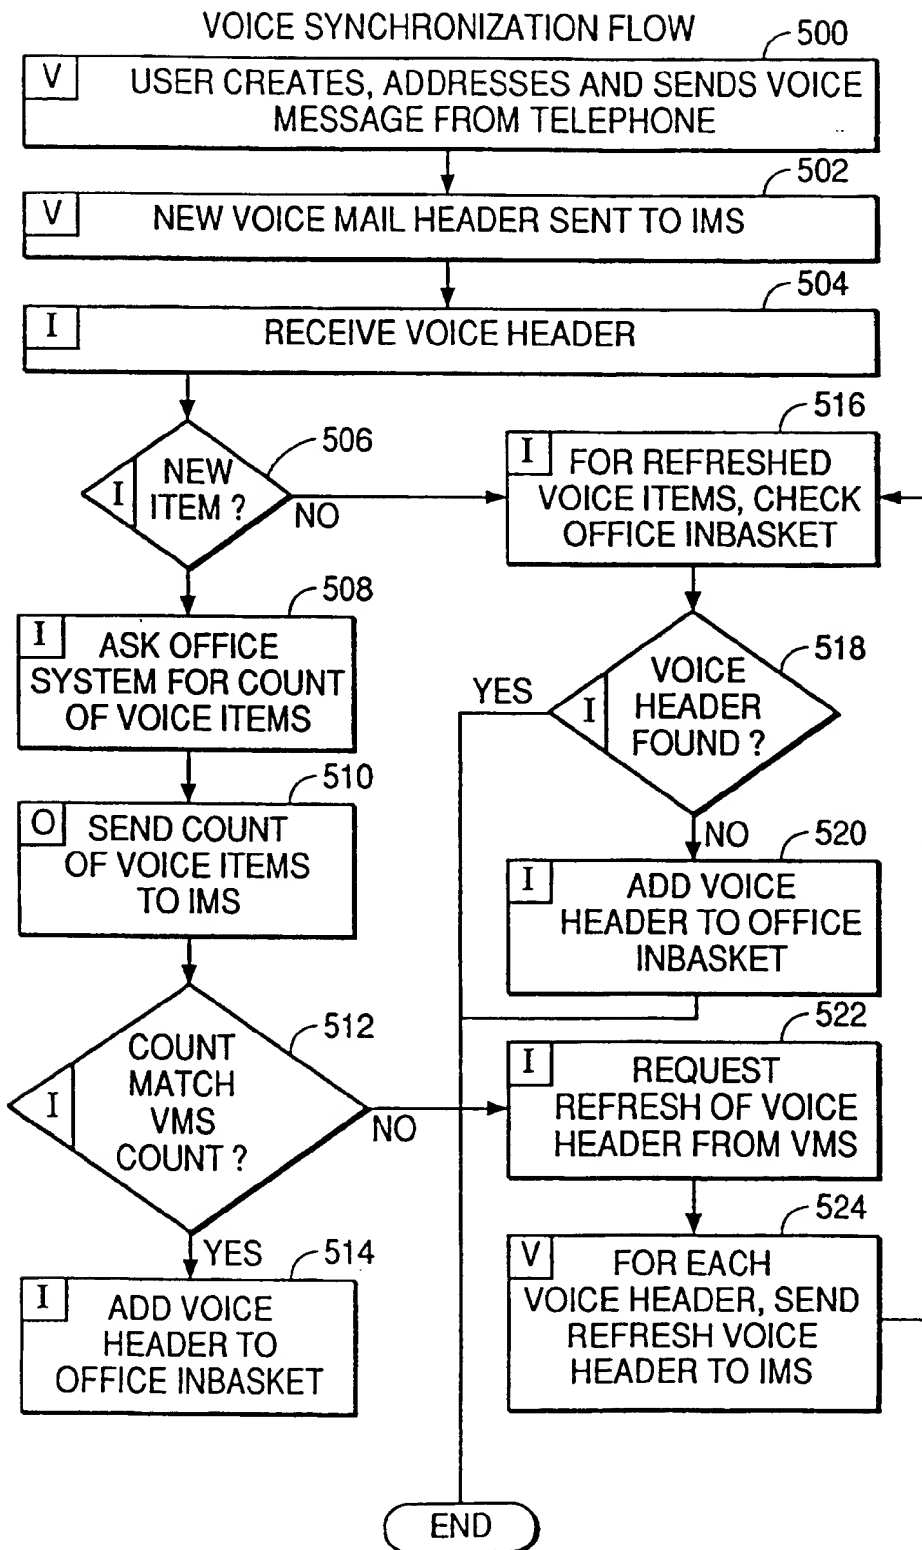 VOICE SYNCHRONIZATION FLOW
500
V
USER CREATES, ADDRESSES AND SENDS VOICE
MESSAGE FROM TELEPHONE
502
V
NEW VOICE MAIL HEADER SENT TO IMS
504
I
RECEIVE VOICE HEADER
506
I
NEW
ITEM ?
NO
508
I
ASK OFFICE
SYSTEM FOR COUNT
OF VOICE ITEMS
510
O
SEND COUNT
OF VOICE ITEMS
TO IMS
512
I
COUNT
MATCH
VMS
COUNT ?
NO
YES
514
I
ADD VOICE
HEADER TO
OFFICE INBASKET
516
I
FOR REFRESHED
VOICE ITEMS, CHECK
OFFICE INBASKET
518
I
VOICE
HEADER
FOUND ?
YES
NO
520
I
ADD VOICE
HEADER TO OFFICE
INBASKET
522
I
REQUEST
REFRESH OF VOICE
HEADER FROM VMS
524
V
FOR EACH
VOICE HEADER, SEND
REFRESH VOICE
HEADER TO IMS
END